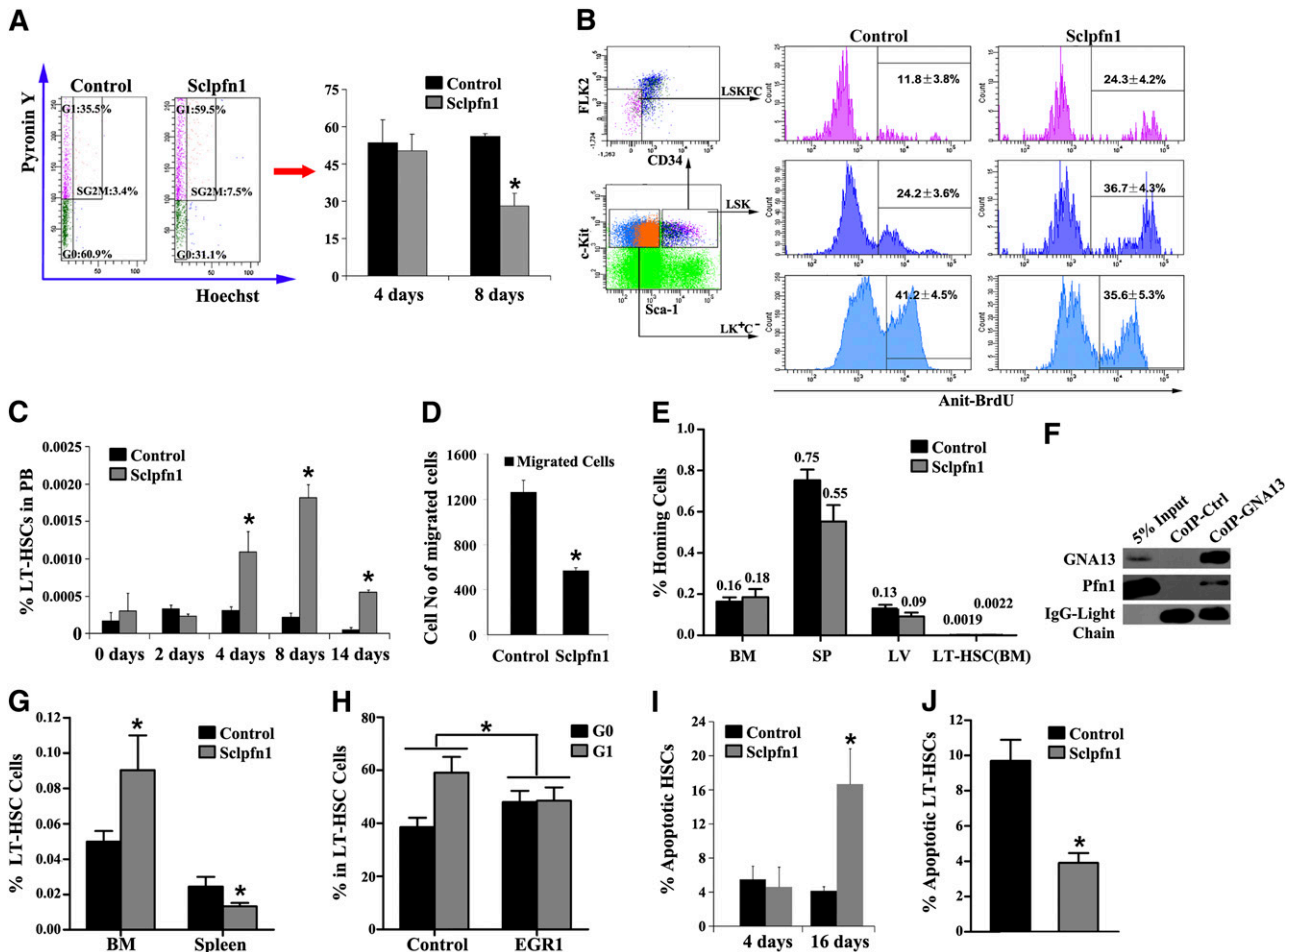 A
Control
Sclpfn1
G1:35.5%
G1:59.5%
SG2M:3.4%
SG2M:7.5%
G0:60.9%
G0:31.1%
Pyronin Y
Hoechst
Control
Sclpfn1
75
60
45
30
15
0
*
4 days
8 days
B
Control
Sclpfn1
FLK2
CD34
LSKFC
c-Kit
Sca-1
LSK
LK+C-
Count
11.8±3.8%
24.3±4.2%
24.2±3.6%
36.7±4.3%
41.2±4.5%
35.6±5.3%
Anit-BrdU
C
% LT-HSCs in PB
0.0025
0.0020
0.0015
0.0010
0.0005
0
Control
Sclpfn1
*
*
*
0 days
2 days
4 days
8 days
14 days
D
Cell No of migrated cells
1600
1200
800
400
0
Migrated Cells
*
Control
Sclpfn1
E
% Homing Cells
1.0
0.8
0.6
0.4
0.2
0.0
Control
Sclpfn1
0.16
0.18
0.75
0.55
0.13
0.09
0.0019
0.0022
BM
SP
LV
LT-HSC(BM)
F
5% Input
CoIP-Ctrl
CoIP-GNA13
GNA13
Pfn1
IgG-Light
Chain
G
% LT-HSC Cells
0.12
0.10
0.08
0.06
0.04
0.02
0.00
Control
Sclpfn1
*
*
BM
Spleen
H
% in LT-HSC Cells
80
60
40
20
0
*
G0
G1
Control
EGR1
I
% Apoptotic HSCs
24
20
16
12
8
4
0
Control
Sclpfn1
*
4 days
16 days
J
% Apoptotic LT-HSCs
12
10
8
6
4
2
0
Control
Sclpfn1
*